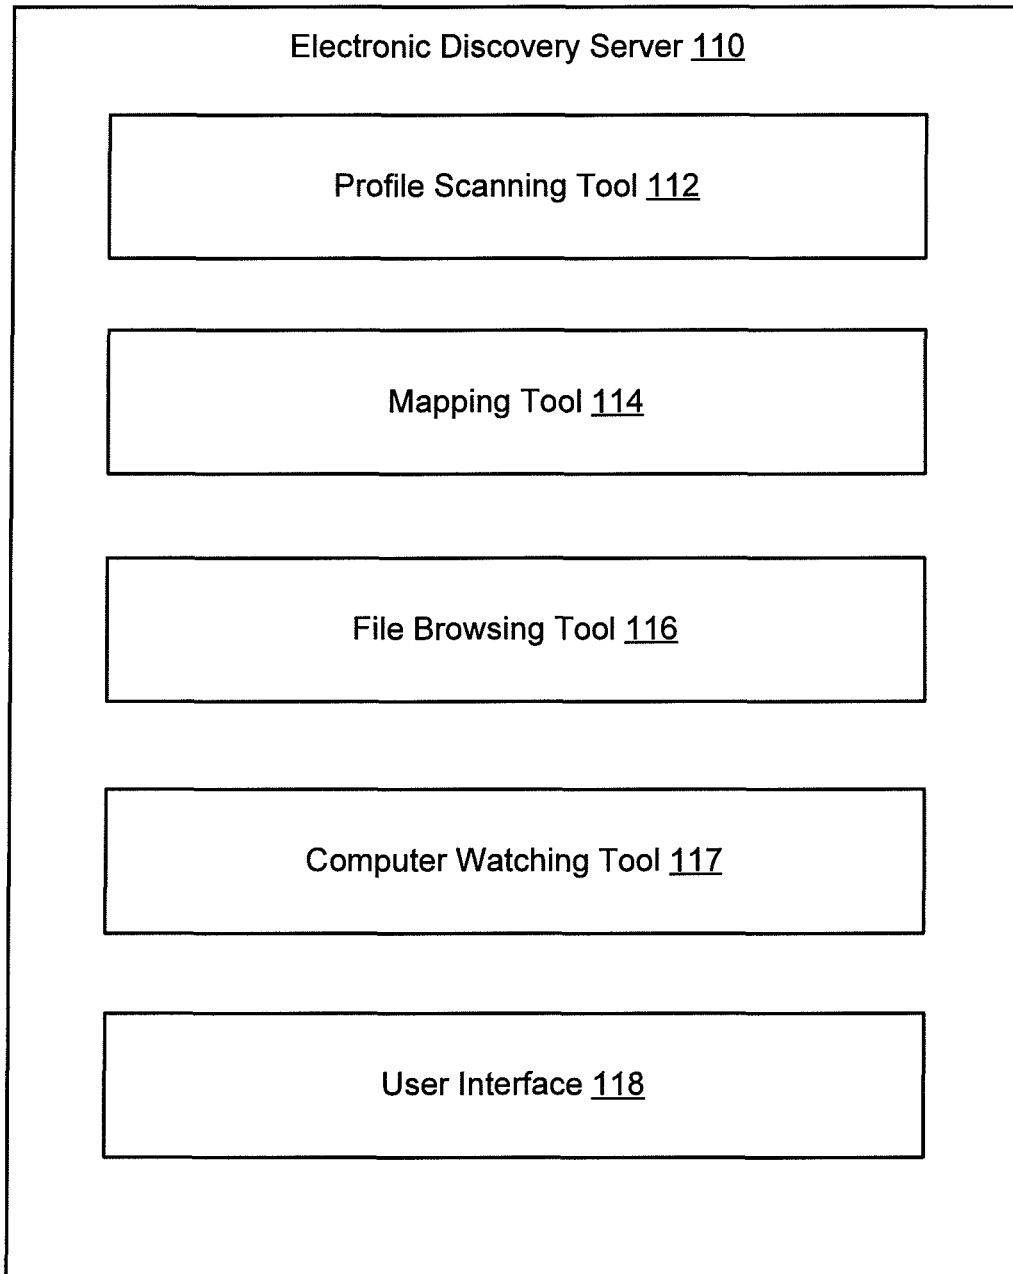 Electronic Discovery Server 110
Profile Scanning Tool 112
Mapping Tool 114
File Browsing Tool 116
Computer Watching Tool 117
User Interface 118